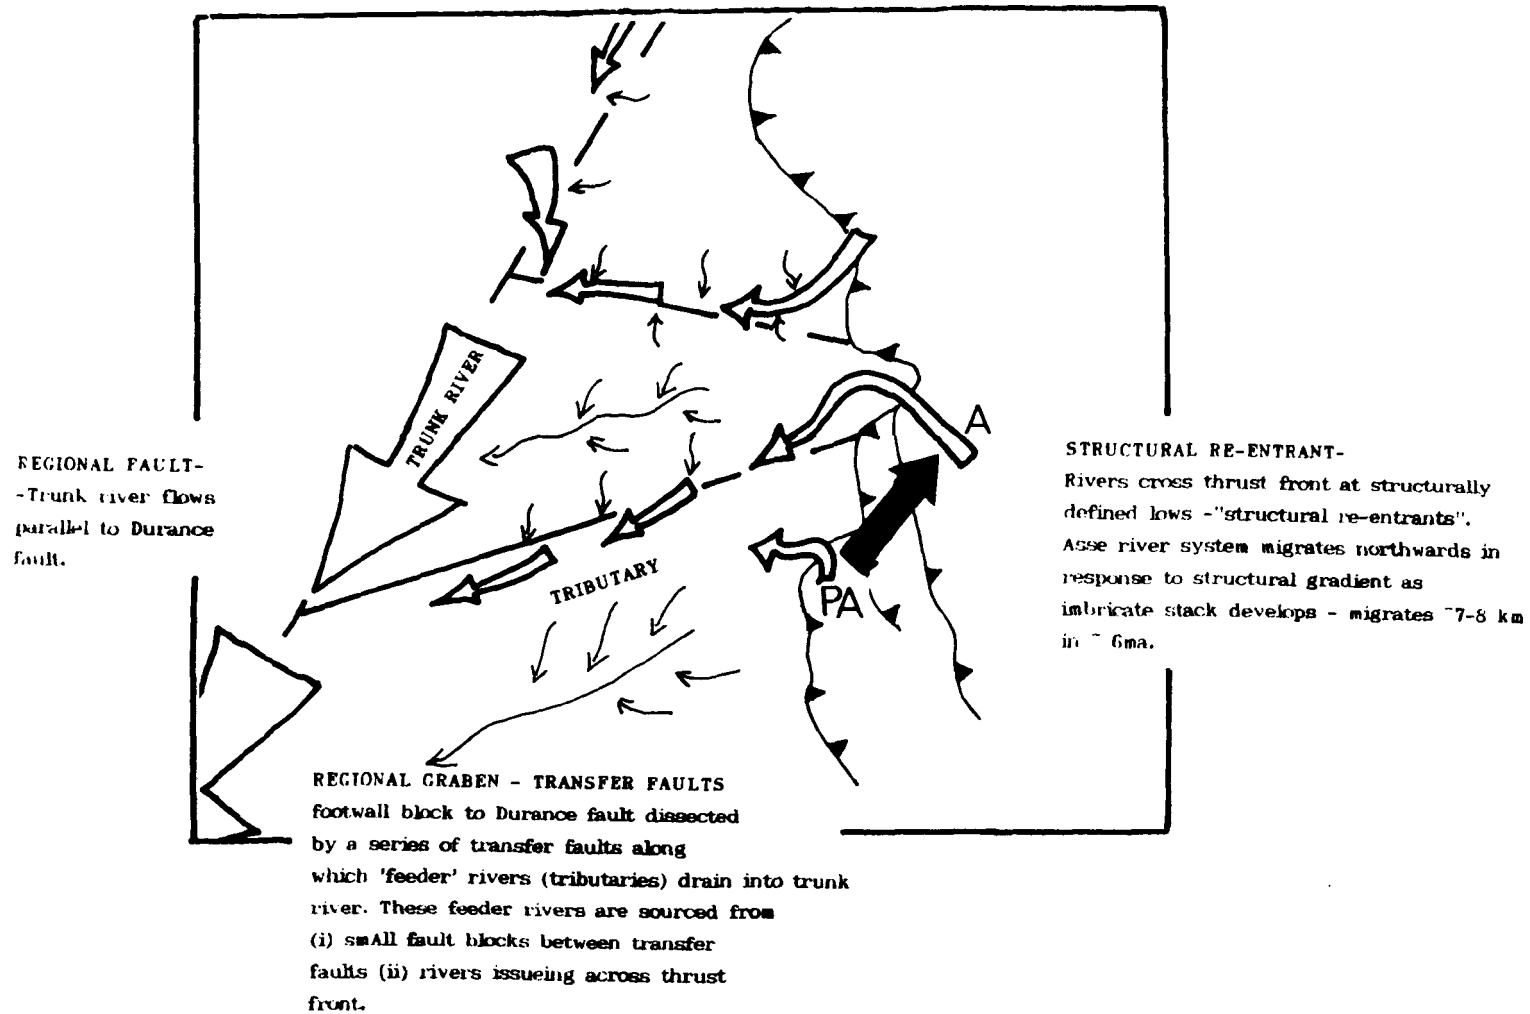 TRUNK RIVER
A
REGIONAL FAULT-
-Trunk river flows
parallel to Durance
fault.
STRUCTURAL RE-ENTRANT-
Rivers cross thrust front at structurally
defined lows -"structural re-entrants".
Asse river system migrates northwards in
response to structural gradient as
imbricate stack develops - migrates ~7-8 km
in ~ 6ma.
TRIBUTARY
PA
REGIONAL GRABEN - TRANSFER FAULTS
footwall block to Durance fault dissected
by a series of transfer faults along
which 'feeder' rivers (tributaries) drain into trunk
river. These feeder rivers are sourced from
(i) smAll fault blocks between transfer
faults (ii) rivers issueing across thrust
front.